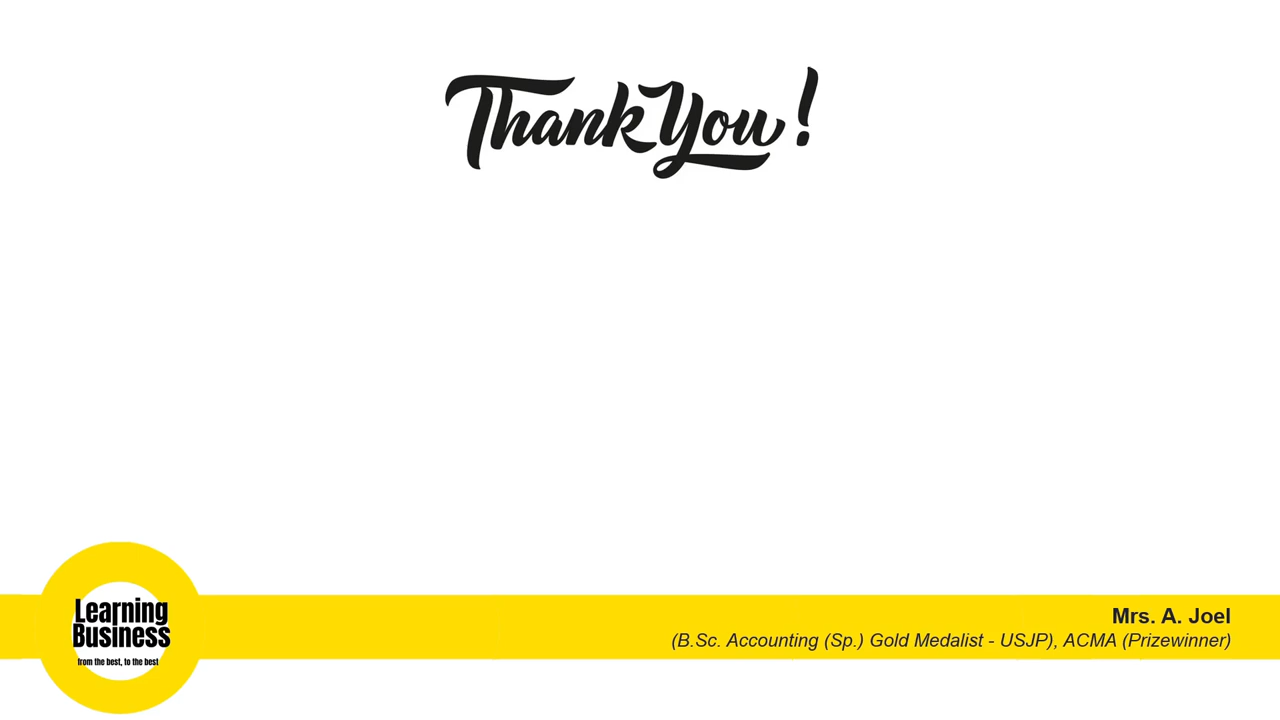 Thank You!
Learning
Business
from the best, to the best
Mrs. A. Joel
(B.Sc. Accounting (Sp.) Gold Medalist - USJP), ACMA (Prizewinner)